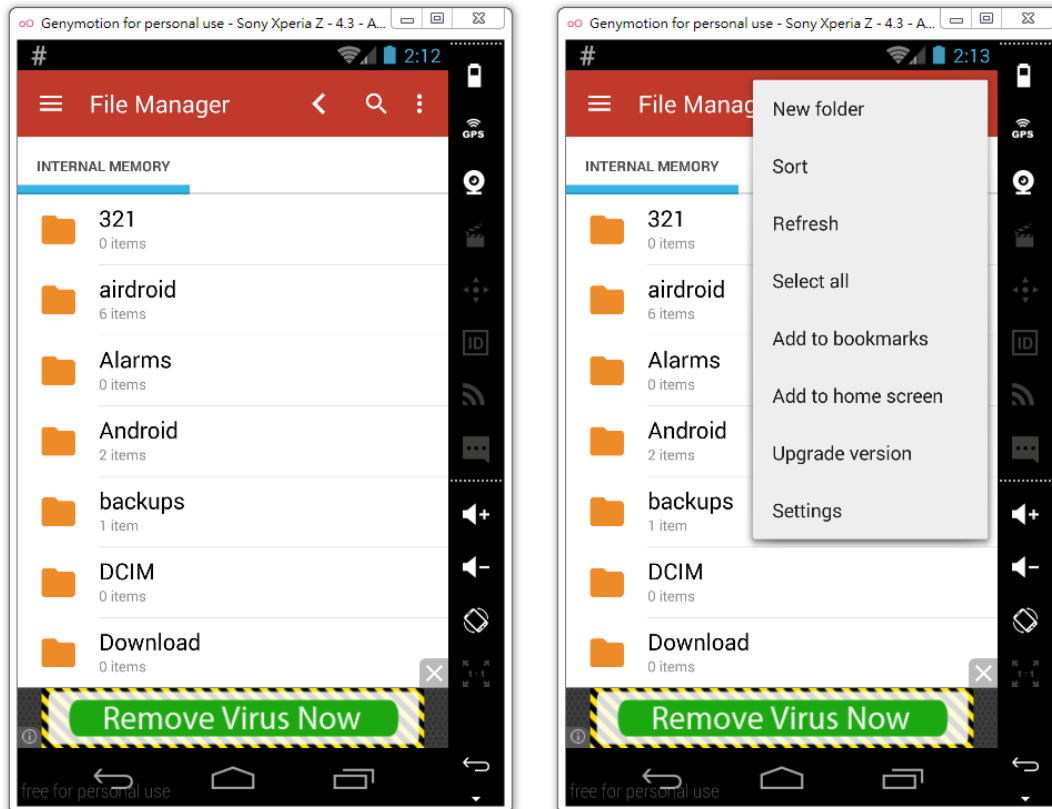 Genymotion for personal use - Sony Xperia Z - 4.3 - A...
#
2:12
File Manager
GPS
INTERNAL MEMORY
321
0 items
airdroid
6 items
Alarms
0 items
ID
Android
2 items
backups
1 item
DCIM
0 items
Download
0 items
1:1
Remove Virus Now
free for personal use
Genymotion for personal use - Sony Xperia Z - 4.3 - A...
#
2:13
File Manag
GPS
INTERNAL MEMORY
321
0 items
airdroid
6 items
Alarms
0 items
ID
Android
2 items
backups
1 item
DCIM
0 items
Download
0 items
1:1
New folder
Sort
Refresh
Select all
Add to bookmarks
Add to home screen
Upgrade version
Settings
Remove Virus Now
free for personal use